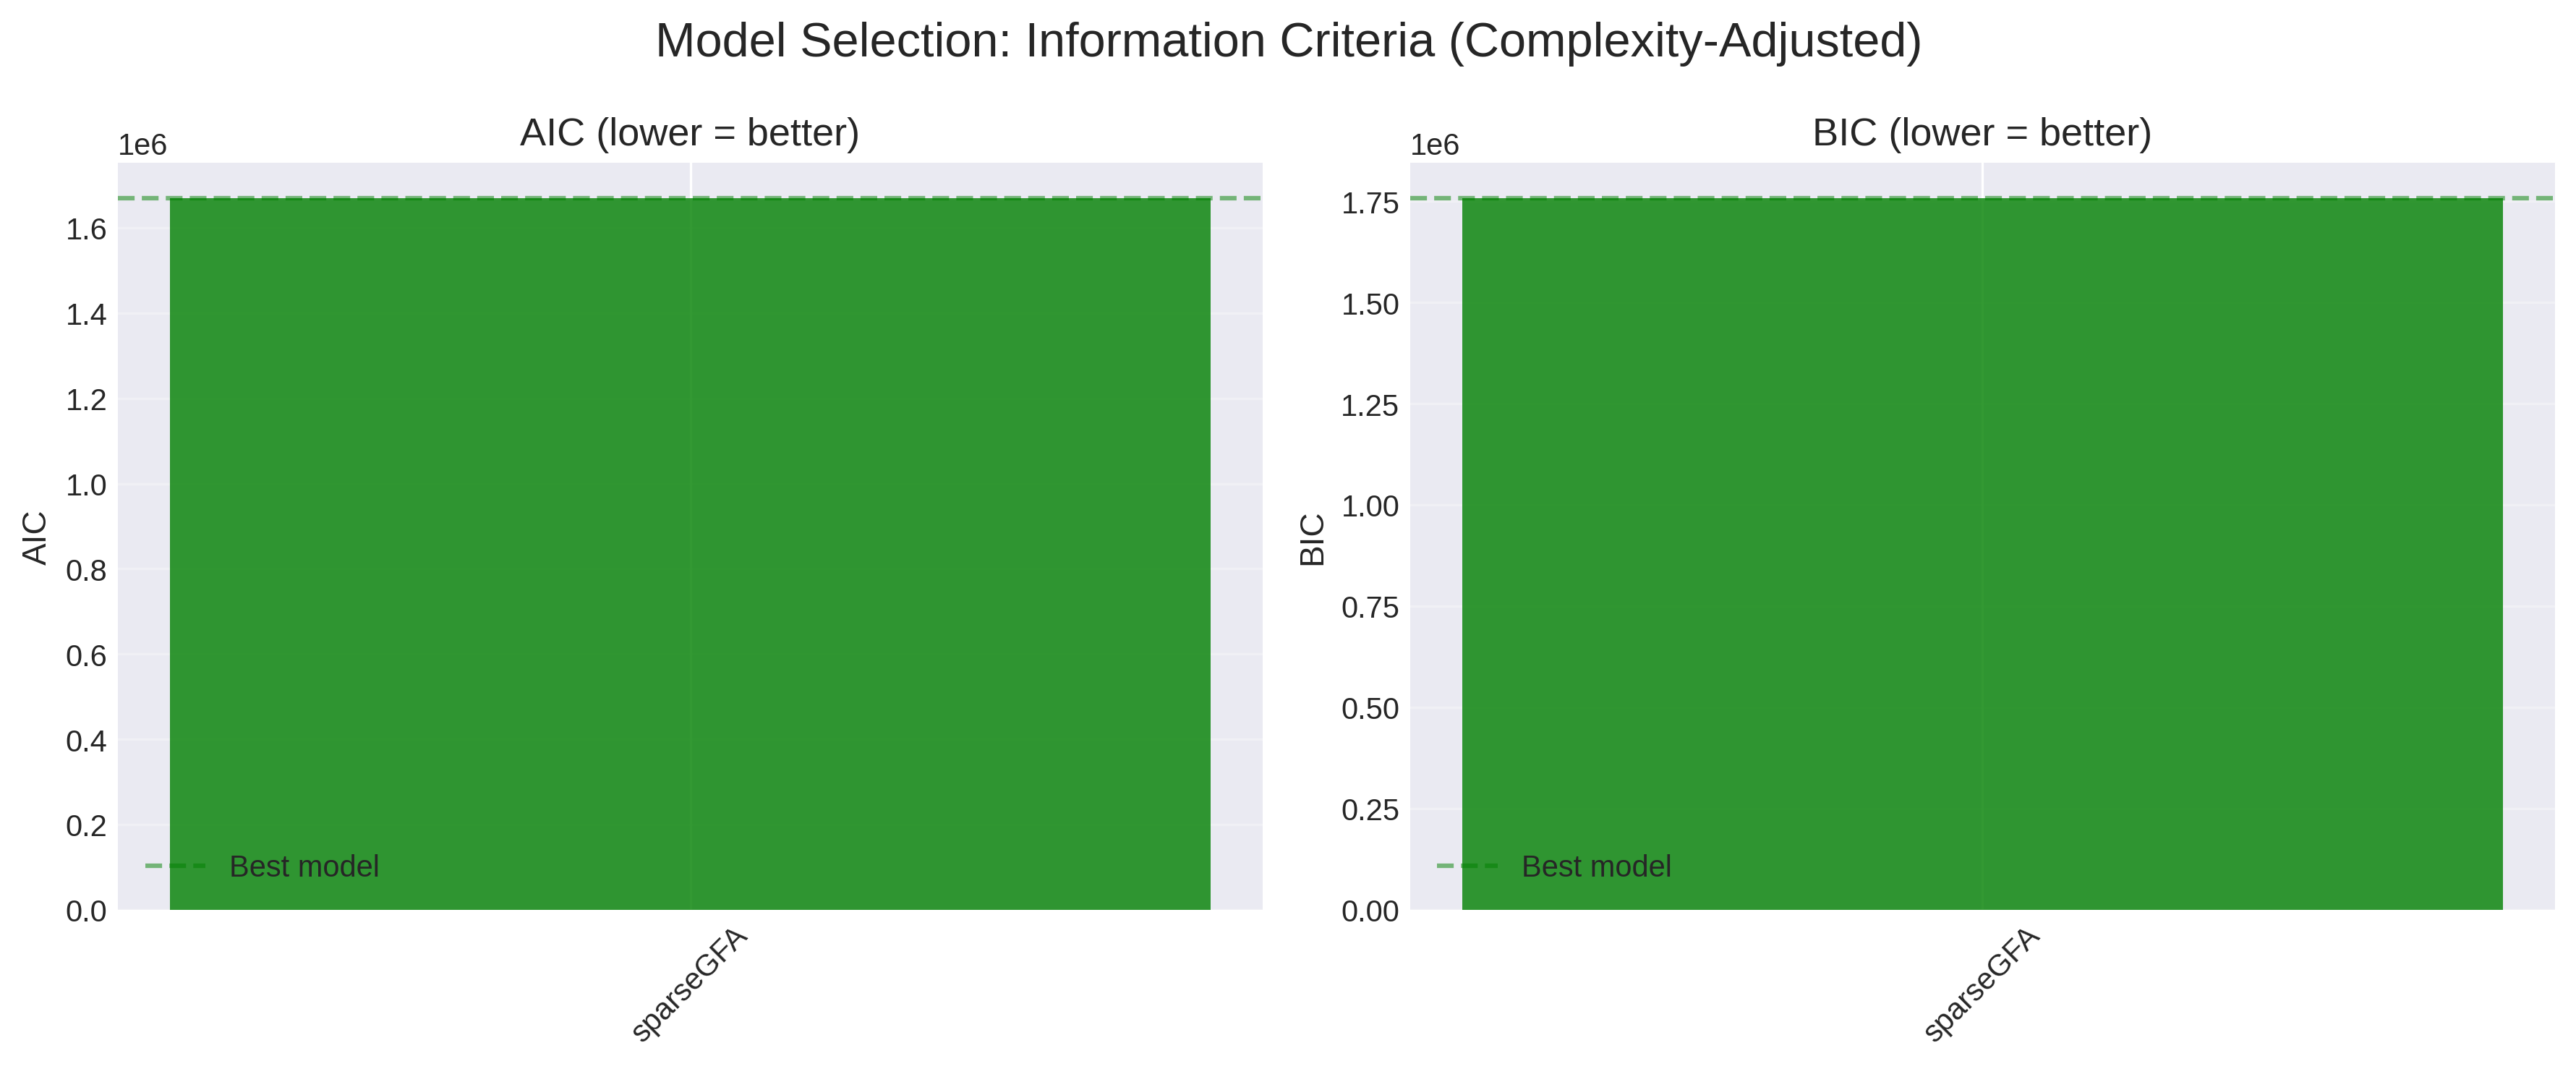 Model Selection: Information Criteria (Complexity-Adjusted)
AIC (lower = better)
1e6
1.6
1.4
1.2
1.0
0.8
0.6
0.4
0.2
0.0
AIC
Best model
sparseGFA
BIC (lower = better)
1e6
1.75
1.50
1.25
1.00
0.75
0.50
0.25
0.00
BIC
Best model
sparseGFA